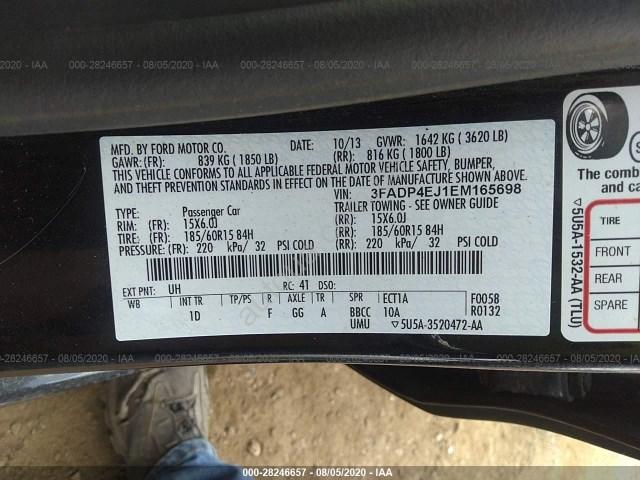 000-28246657 - 08/05/2020 - IAA
MFD. BY FORD MOTOR CO.
DATE: 10/13 GVWR: 1642 KG ( 3620 LB)
GAWR: (FR): 839 KG ( 1850 LB) (RR): 816 KG ( 1800 LB)
THIS VEHICLE CONFORMS TO ALL APPLICABLE FEDERAL MOTOR VEHICLE SAFETY, BUMPER,
AND THEFT PREVENTION STANDARDS IN EFFECT ON THE DATE OF MANUFACTURE SHOWN ABOVE.
VIN: 3FADP4EJ1EM165698
TYPE: Passenger Car TRAILER TOWING - SEE OWNER GUIDE
RIM: (FR): 15X6.0J (RR): 15X6.0J
TIRE: (FR): 185/60R15 84H (RR): 185/60R15 84H
PRESSURE: (FR): 220 kPa/ 32 PSI COLD (RR): 220 kPa/ 32 PSI COLD
EXT PNT: UH RC: 41 DSO:
WB INT TR TP/PS R AXLE TR SPR ECT1A F0058
1D F GG A BBCC 10A R0132
UMU ▽5U5A-3520472-AA
▽5U5A-1532-AA (TLU)
TIRE
FRONT
REAR
SPARE
000-28246657 - 08/05/2020 - IAA